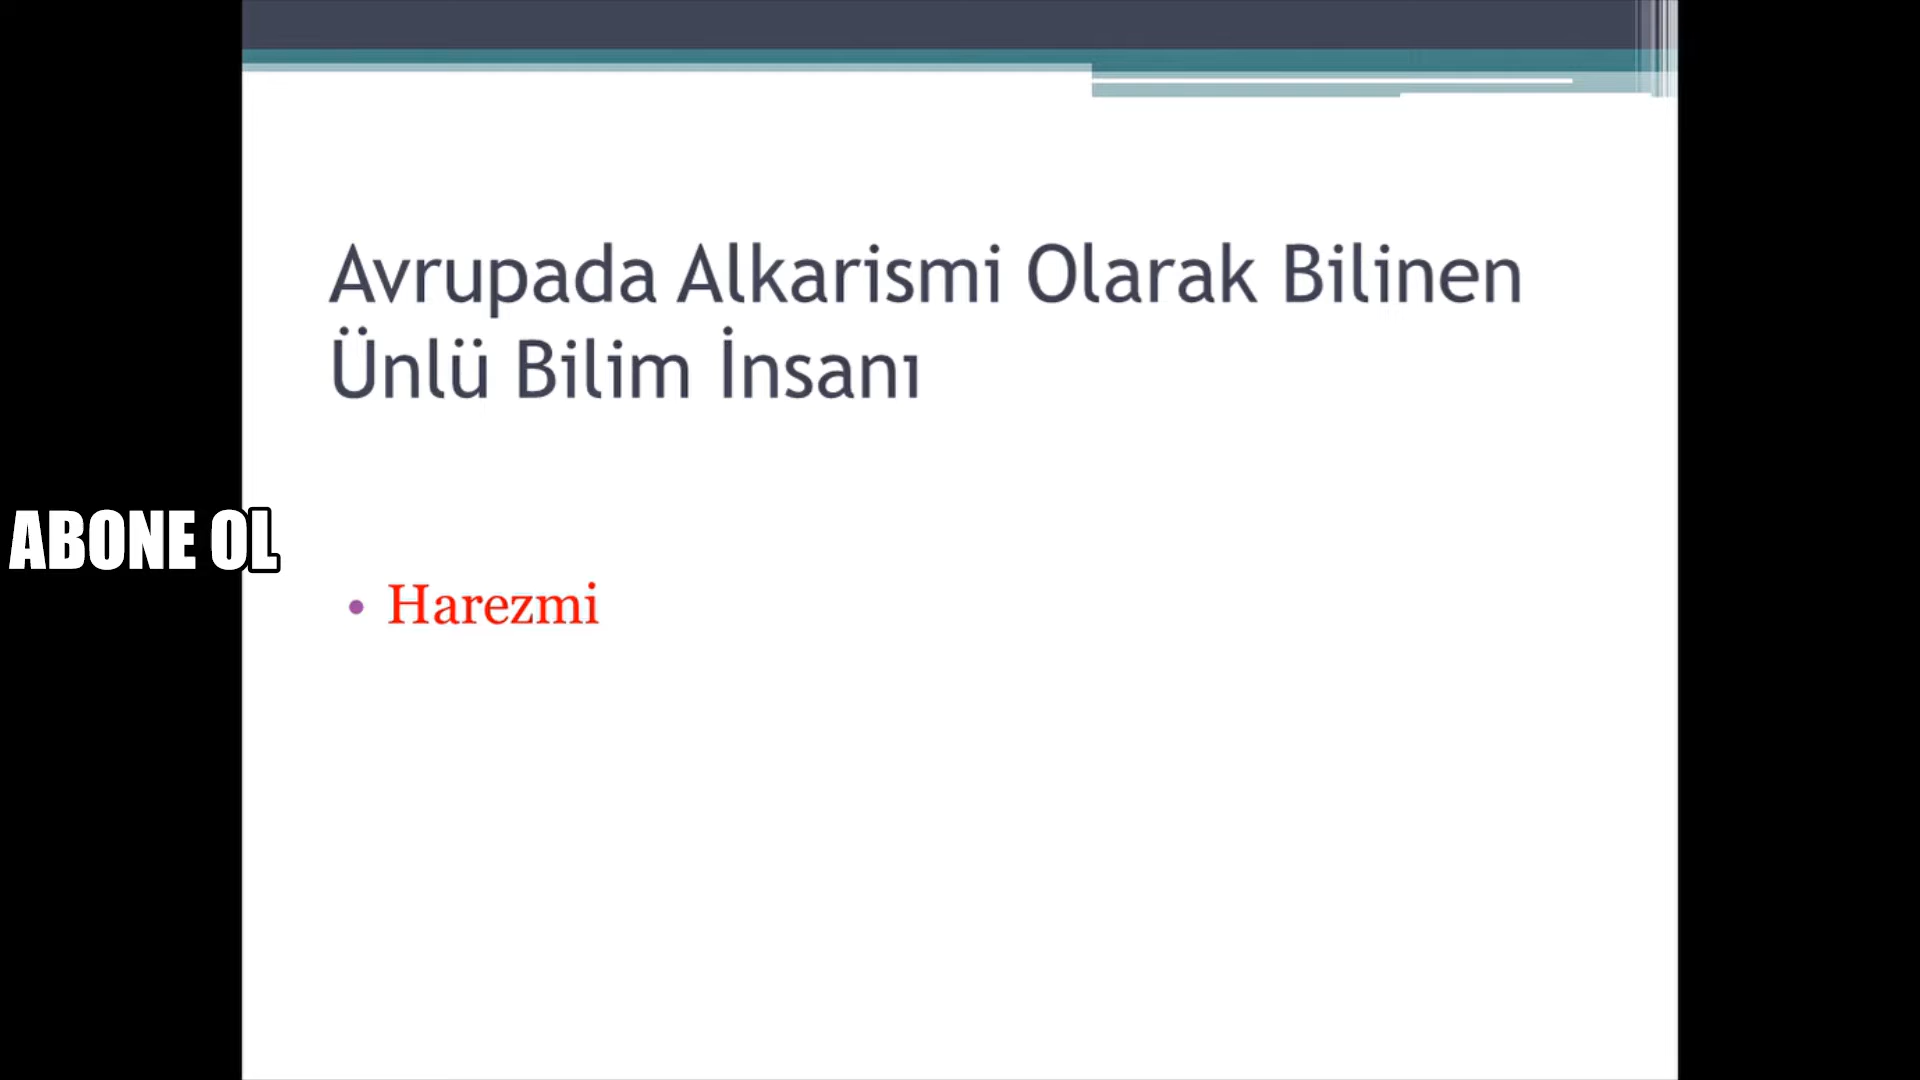 Avrupada Alkarismi Olarak Bilinen
Ünlü Bilim İnsanı
ABONE OL
• Harezmi